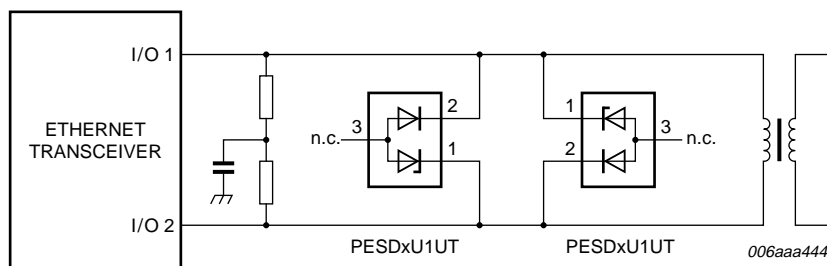 I/O 1
ETHERNET
TRANSCEIVER
I/O 2
n.c.
3
2
1
1
2
3
n.c.
PESDxU1UT
PESDxU1UT
006aaa444